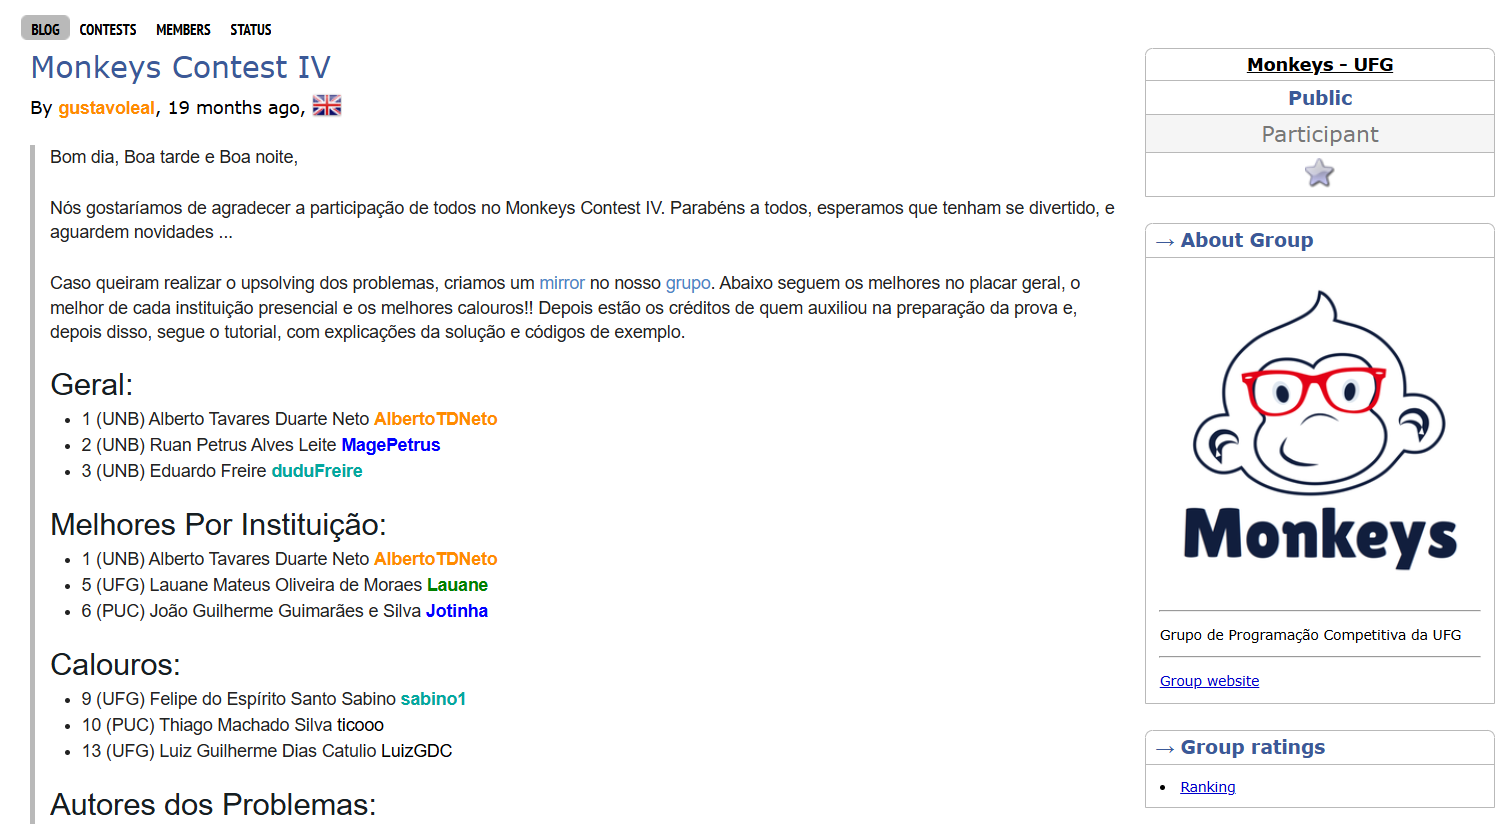 BLOG CONTESTS MEMBERS STATUS
Monkeys Contest IV
By gustavoleal, 19 months ago,
Bom dia, Boa tarde e Boa noite,
Nós gostaríamos de agradecer a participação de todos no Monkeys Contest IV. Parabéns a todos, esperamos que tenham se divertido, e
aguardem novidades ...
Caso queiram realizar o upsolving dos problemas, criamos um mirror no nosso grupo. Abaixo seguem os melhores no placar geral, o
melhor de cada instituição presencial e os melhores calouros!! Depois estão os créditos de quem auxiliou na preparação da prova e,
depois disso, segue o tutorial, com explicações da solução e códigos de exemplo.
Geral:
• 1 (UNB) Alberto Tavares Duarte Neto AlbertoTDNeto
• 2 (UNB) Ruan Petrus Alves Leite MagePetrus
• 3 (UNB) Eduardo Freire duduFreire
Melhores Por Instituição:
• 1 (UNB) Alberto Tavares Duarte Neto AlbertoTDNeto
• 5 (UFG) Lauane Mateus Oliveira de Moraes Lauane
• 6 (PUC) João Guilherme Guimarães e Silva Jotinha
Calouros:
• 9 (UFG) Felipe do Espírito Santo Sabino sabino1
• 10 (PUC) Thiago Machado Silva ticooo
• 13 (UFG) Luiz Guilherme Dias Catulio LuizGDC
Autores dos Problemas:
Monkeys - UFG
Public
Participant
→ About Group
Monkeys
Grupo de Programação Competitiva da UFG
Group website
→ Group ratings
• Ranking